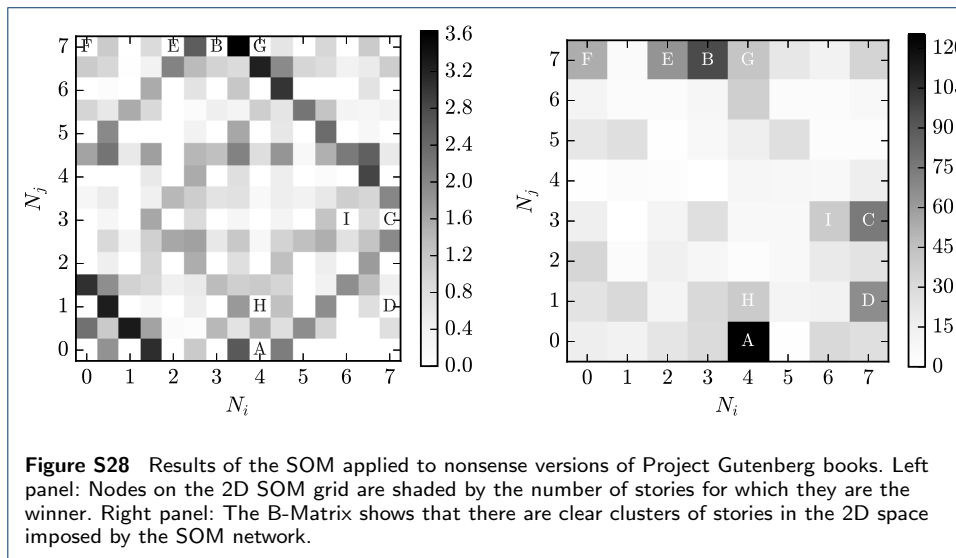 7
6
5
4
3
2
1
0
F
E
B
G
I
C
H
D
A
0 1 2 3 4 5 6 7
N_i
N_j
3.6
3.2
2.8
2.4
2.0
1.6
1.2
0.8
0.4
0.0
7
6
5
4
3
2
1
0
F
E
B
G
I
C
H
D
A
0 1 2 3 4 5 6 7
N_i
N_j
120
105
90
75
60
45
30
15
0
Figure S28 Results of the SOM applied to nonsense versions of Project Gutenberg books. Left
panel: Nodes on the 2D SOM grid are shaded by the number of stories for which they are the
winner. Right panel: The B-Matrix shows that there are clear clusters of stories in the 2D space
imposed by the SOM network.